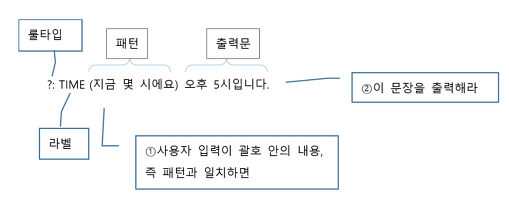 룰타입
패턴
출력문
?: TIME (지금 몇 시에요) 오후 5시입니다.
②이 문장을 출력해라
라벨
①사용자 입력이 괄호 안의 내용,
즉 패턴과 일치하면